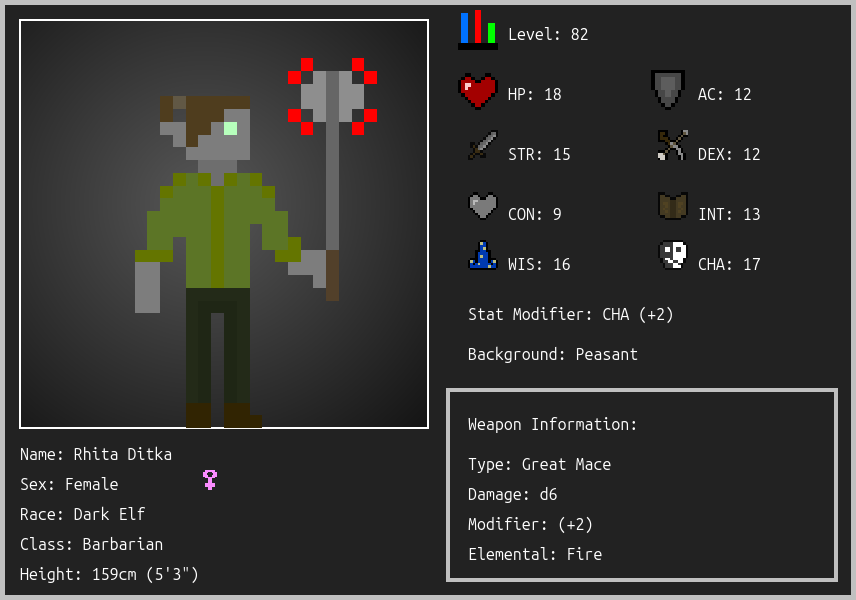 Level: 82
HP: 18
AC: 12
STR: 15
DEX: 12
CON: 9
INT: 13
WIS: 16
CHA: 17
Stat Modifier: CHA (+2)
Background: Peasant
Weapon Information:
Type: Great Mace
Damage: d6
Modifier: (+2)
Elemental: Fire
Name: Rhita Ditka
Sex: Female
Race: Dark Elf
Class: Barbarian
Height: 159cm (5'3")